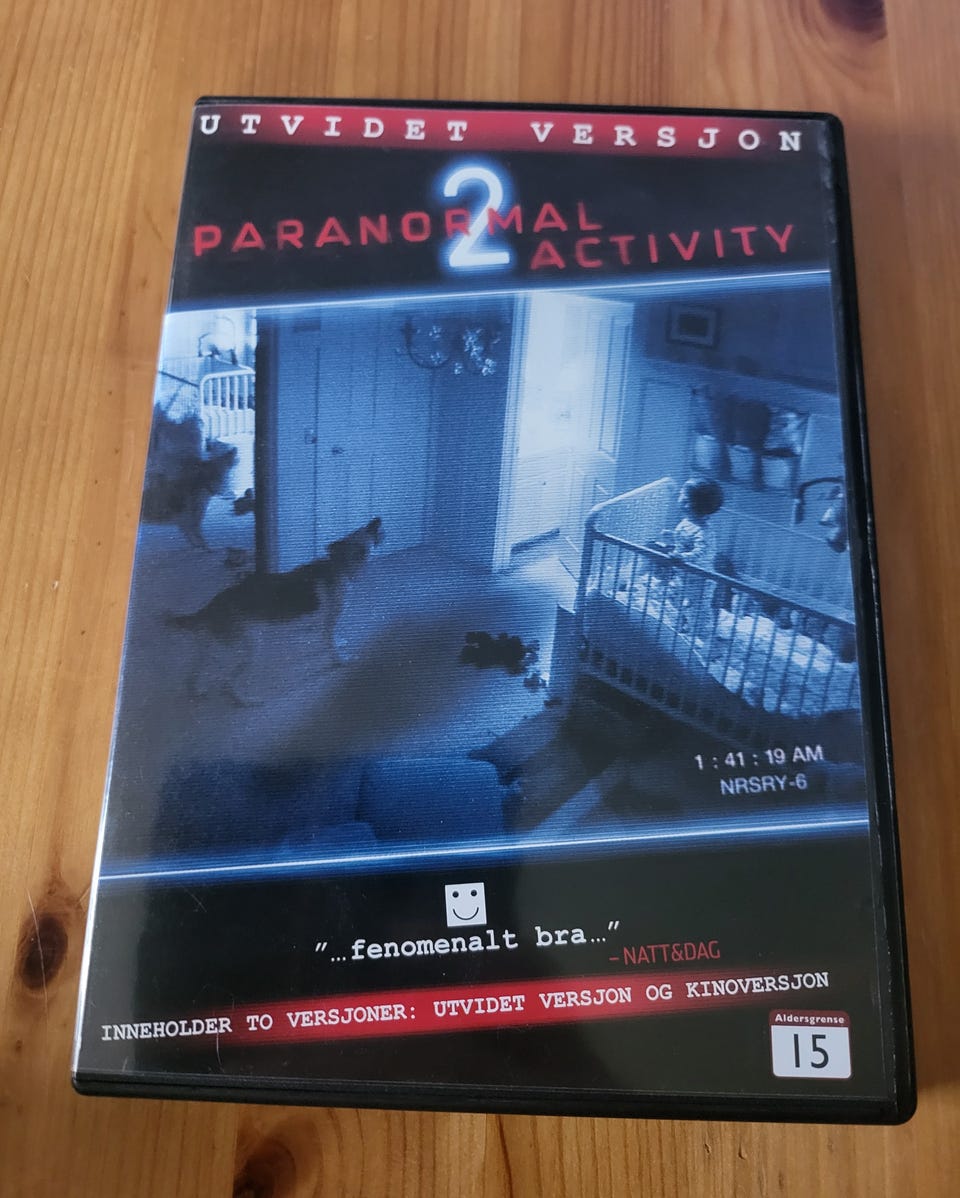 UTVIDET VERSJON
2
PARANORMAL
ACTIVITY
1 : 41 : 19 AM
NRSRY-6
"…fenomenalt bra…"
– NATT&DAG
INNEHOLDER TO VERSJONER: UTVIDET VERSJON OG KINOVERSJON
Aldersgrense
15